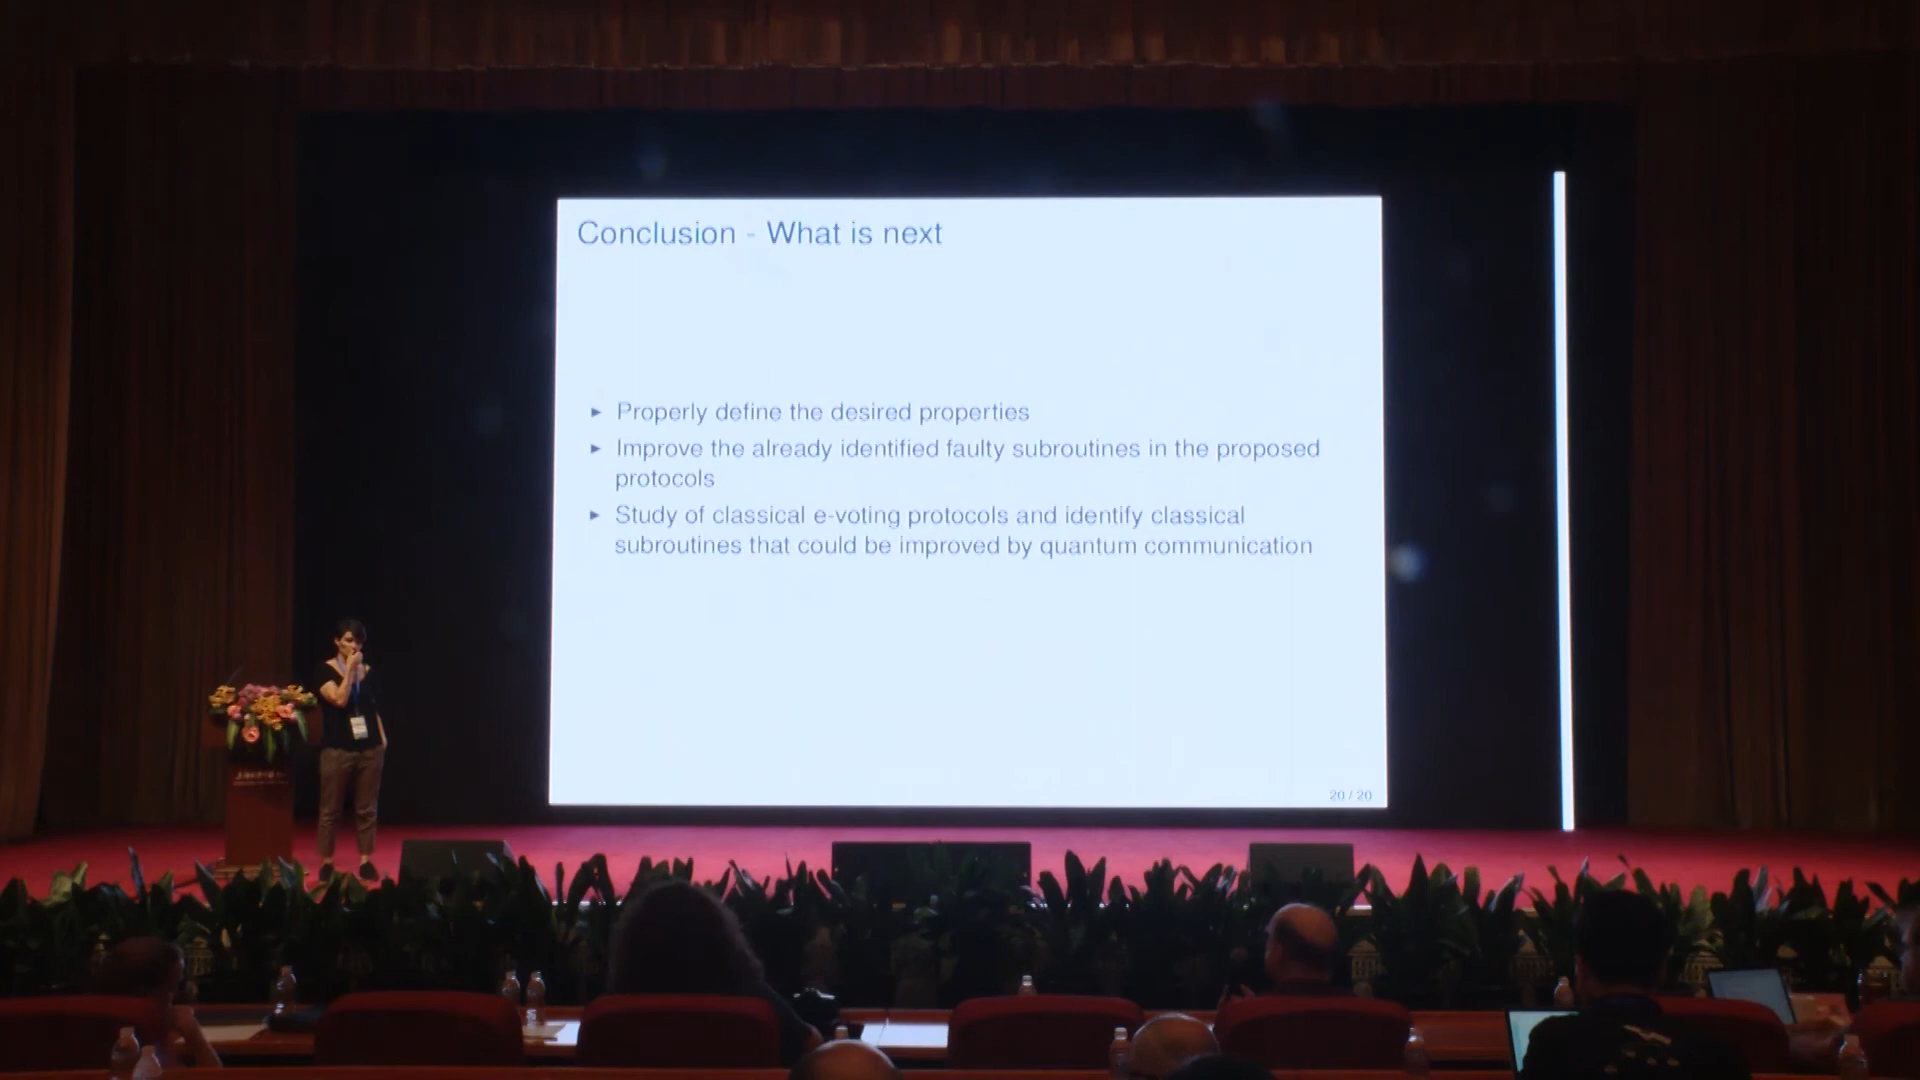 Conclusion - What is next
▸ Properly define the desired properties
▸ Improve the already identified faulty subroutines in the proposed
protocols
▸ Study of classical e-voting protocols and identify classical
subroutines that could be improved by quantum communication
20 / 20